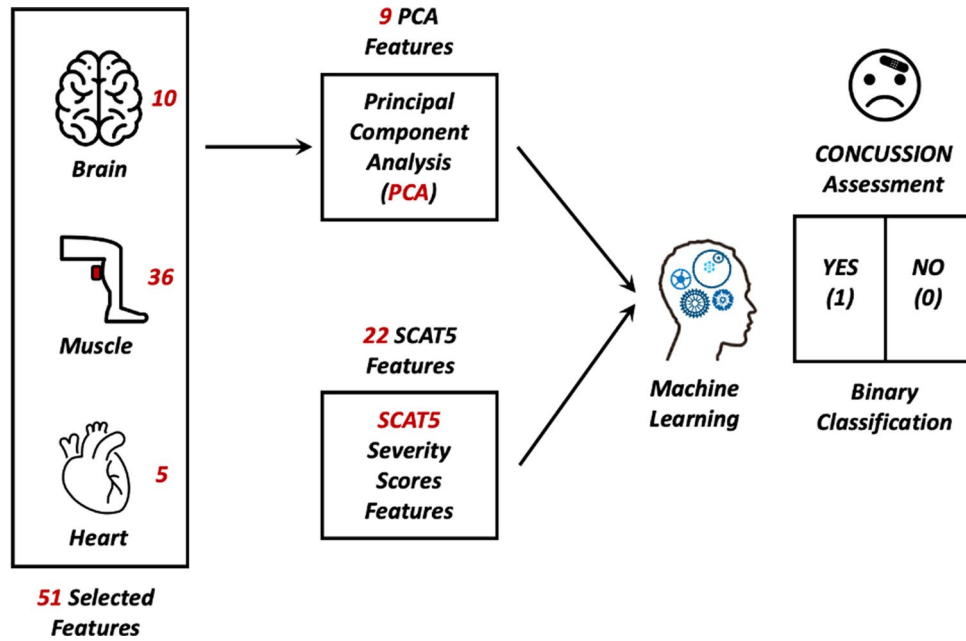 10
Brain
36
Muscle
5
Heart
51 Selected
Features
9 PCA
Features
Principal
Component
Analysis
(PCA)
22 SCAT5
Features
SCAT5
Severity
Scores
Features
Machine
Learning
CONCUSSION
Assessment
YES
(1)
NO
(0)
Binary
Classification